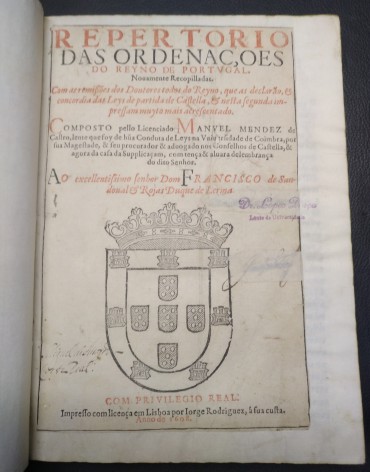 REPERTORIO
DAS ORDENAÇOES
DO REYNO DE PORTVGAL.
Nouamente Recopilladas.
Com as remissões dos Doutores todos do Reyno, que as declarão, &
concordia das Leys de partida de Castella, & nesta segunda im-
pressam muyto mais acrescentado.
COMPOSTO pello Licenciado MANVEL MENDEZ de
Castro, lente que foy de hũa Conduta de Leys na Vniuersidade de Coimbra, por
sua Magestade, & seu procurador & aduogado nos Conselhos de Castella, &
agora da casa da Supplicaçam, com tença & aluara de lembrança
do dito Senhor.
AO excellentissimo senhor Dom FRANCISCO de San-
doual & Rojas Duque de Lerma.
COM PRIVILEGIO REAL:
Impresso com licença em Lisboa por Iorge Rodriguez, à sua custa.
Anno de